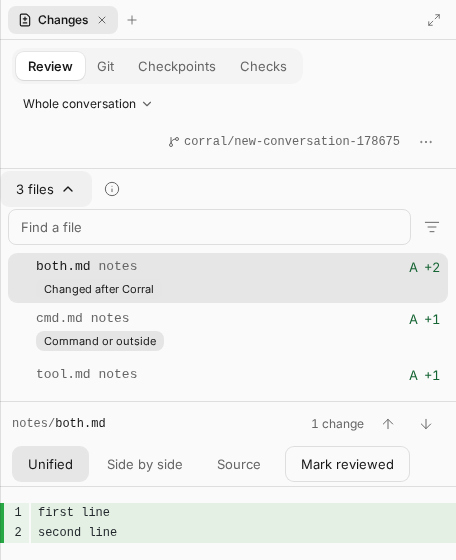 Changes
Review Git Checkpoints Checks
Whole conversation
corral/new-conversation-178675
3 files
Find a file
both.md notes A +2
Changed after Corral
cmd.md notes A +1
Command or outside
tool.md notes A +1
notes/both.md 1 change
Unified Side by side Source Mark reviewed
1 first line
2 second line